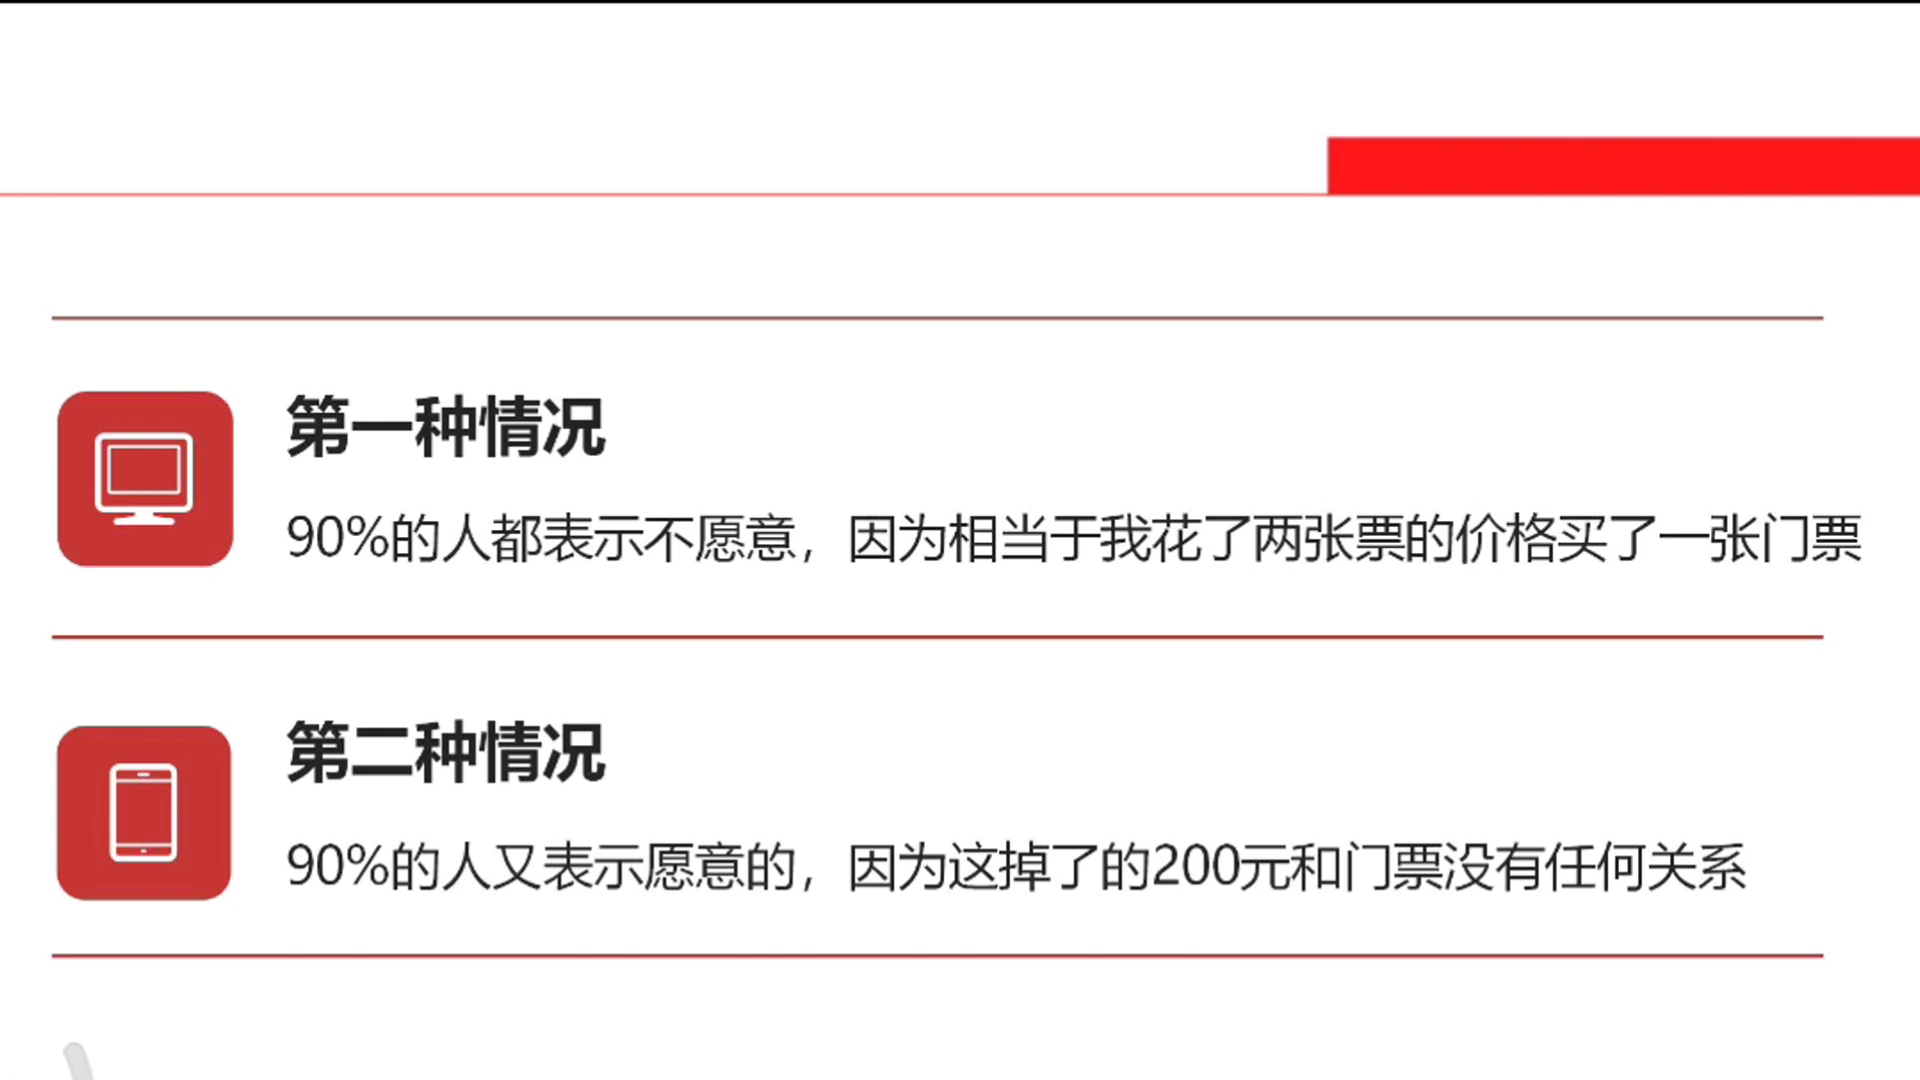 第一种情况
90%的人都表示不愿意，因为相当于我花了两张票的价格买了一张门票
第二种情况
90%的人又表示愿意的，因为这掉了的200元和门票没有任何关系